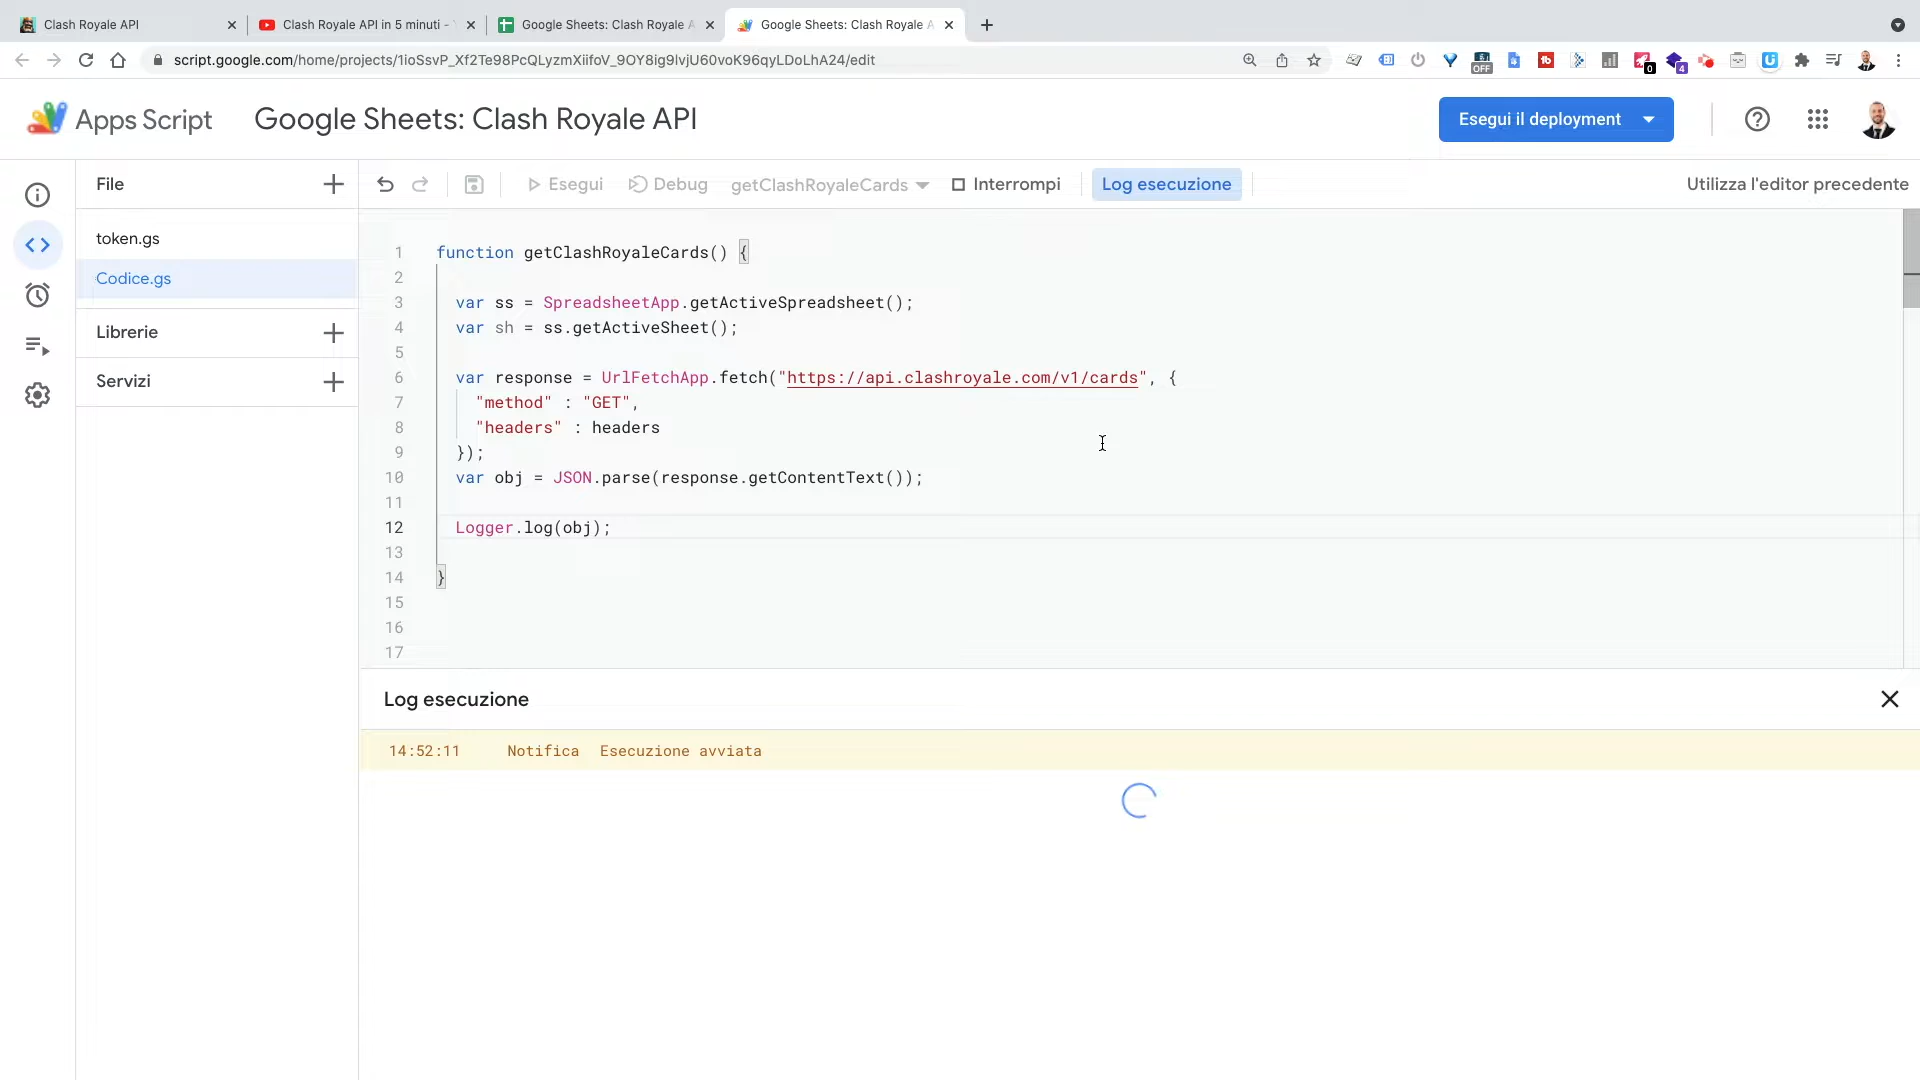 Clash Royale API
Clash Royale API in 5 minuti -
Google Sheets: Clash Royale A
Google Sheets: Clash Royale A
script.google.com/home/projects/1ioSsvP_Xf2Te98PcQLyzmXiifoV_9OY8ig9lvjU60voK96qyLDoLhA24/edit
OFF
0
4
Apps Script
Google Sheets: Clash Royale API
Esegui il deployment
File
Esegui
Debug
getClashRoyaleCards
Interrompi
Log esecuzione
Utilizza l'editor precedente
token.gs
Codice.gs
Librerie
Servizi
1 function getClashRoyaleCards() {
2
3 var ss = SpreadsheetApp.getActiveSpreadsheet();
4 var sh = ss.getActiveSheet();
5
6 var response = UrlFetchApp.fetch("https://api.clashroyale.com/v1/cards", {
7 "method" : "GET",
8 "headers" : headers
9 });
10 var obj = JSON.parse(response.getContentText());
11
12 Logger.log(obj);
13
14 }
15
16
17
Log esecuzione
14:52:11 Notifica Esecuzione avviata